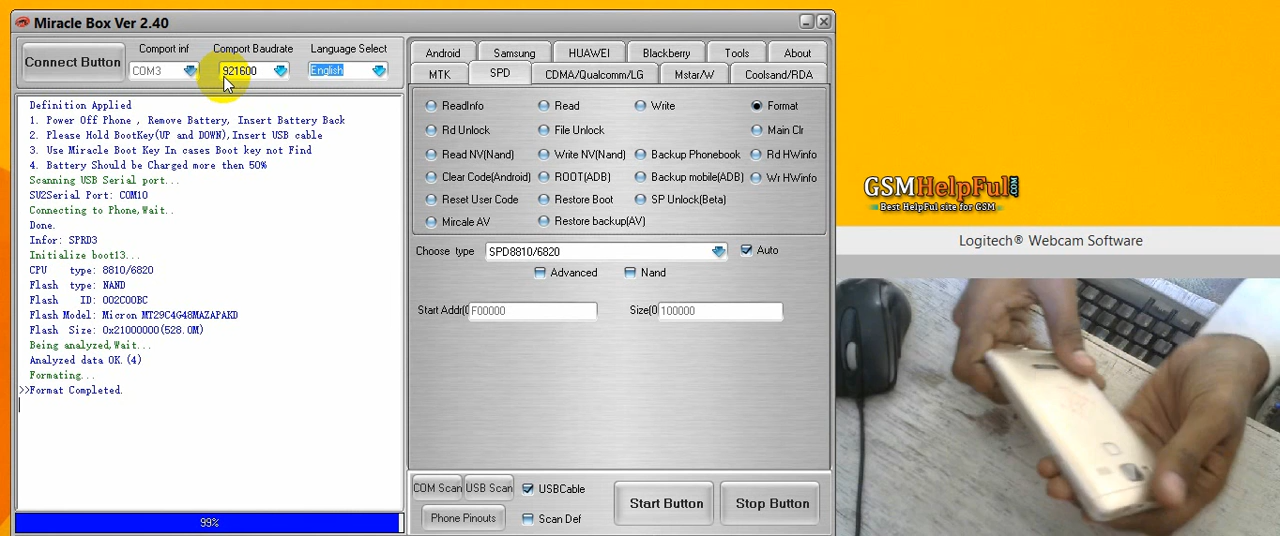 Miracle Box Ver 2.40
Connect Button
Comport inf
Comport Baudrate
Language Select
COM3
921600
English
Definition Applied
1. Power Off Phone , Remove Battery, Insert Battery Back
2. Please Hold BootKey(UP and DOWN),Insert USB cable
3. Use Miracle Boot Key In cases Boot key not Find
4. Battery Should be Charged more then 50%
Scanning USB Serial port...
SU2Serial Port: COM10
Connecting to Phone,Wait..
Done.
Infor: SPRD3
Initialize boot13...
CPU type: 8810/6820
Flash type: NAND
Flash ID: 002C00BC
Flash Model: Micron MT29C4G48MAZAPAKD
Flash Size: 0x21000000(528.0M)
Being analyzed,Wait...
Analyzed data OK.(4)
Formating...
>>Format Completed.
99%
Android
Samsung
HUAWEI
Blackberry
Tools
About
MTK
SPD
CDMA/Qualcomm/LG
Mstar/W
Coolsand/RDA
ReadInfo
Read
Write
Format
Rd Unlock
File Unlock
Main Clr
Read NV(Nand)
Write NV(Nand)
Backup Phonebook
Rd HWinfo
Clear Code(Android)
ROOT(ADB)
Backup mobile(ADB)
Wr HWinfo
Reset User Code
Restore Boot
SP Unlock(Beta)
Mircale AV
Restore backup(AV)
Choose type
SPD8810/6820
Auto
Advanced
Nand
Start Addr(0
F00000
Size(0
100000
COM Scan
USB Scan
USBCable
Phone Pinouts
Scan Def
Start Button
Stop Button
GSMHelpFul.COM
Best HelpFul site for GSM
Logitech® Webcam Software